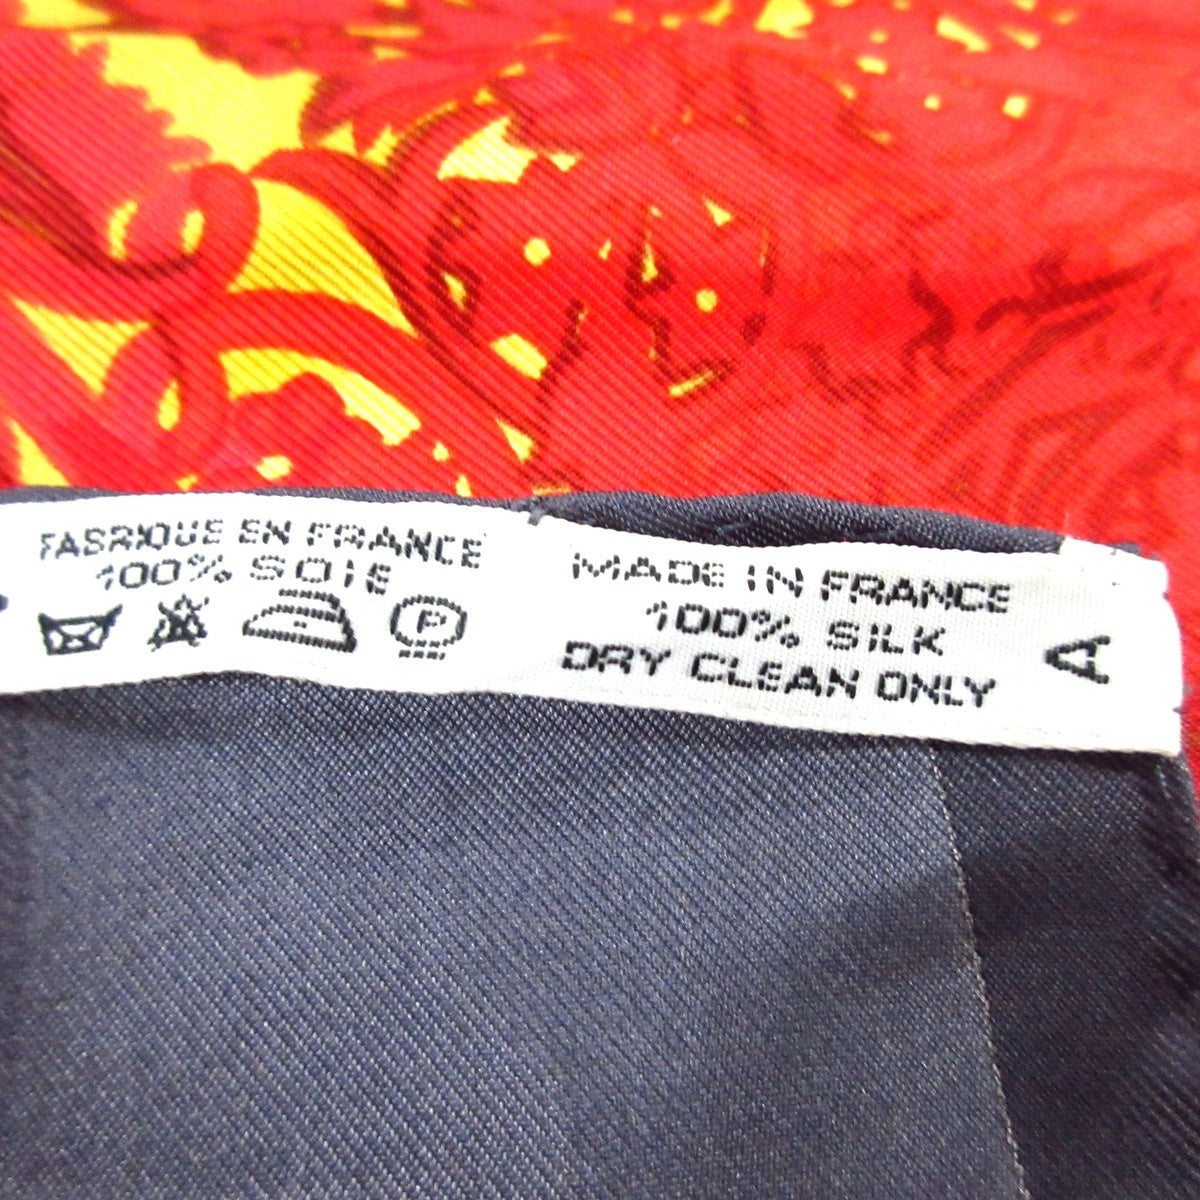 FABRIQUE EN FRANCE
100% SOIE
P
MADE IN FRANCE
100% SILK
DRY CLEAN ONLY
A